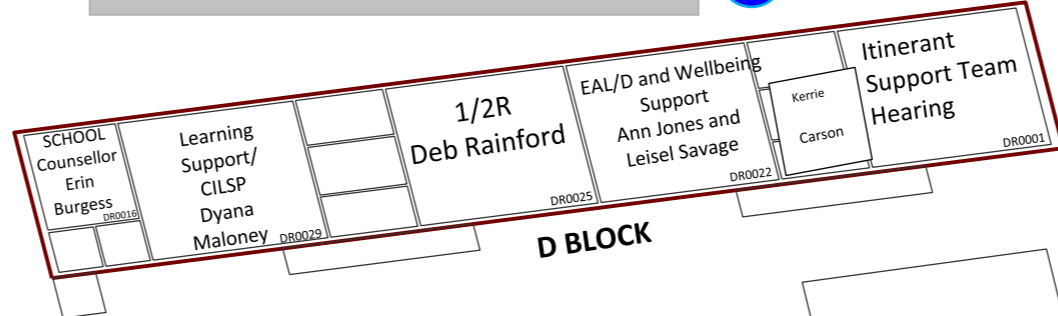 SCHOOL
Counsellor
Erin
Burgess
DR0016
Learning
Support/
CILSP
Dyana
Maloney
DR0029
1/2R
Deb Rainford
DR0025
EAL/D and Wellbeing
Support
Ann Jones and
Leisel Savage
DR0022
Kerrie
Carson
Itinerant
Support Team
Hearing
DR0001
D BLOCK